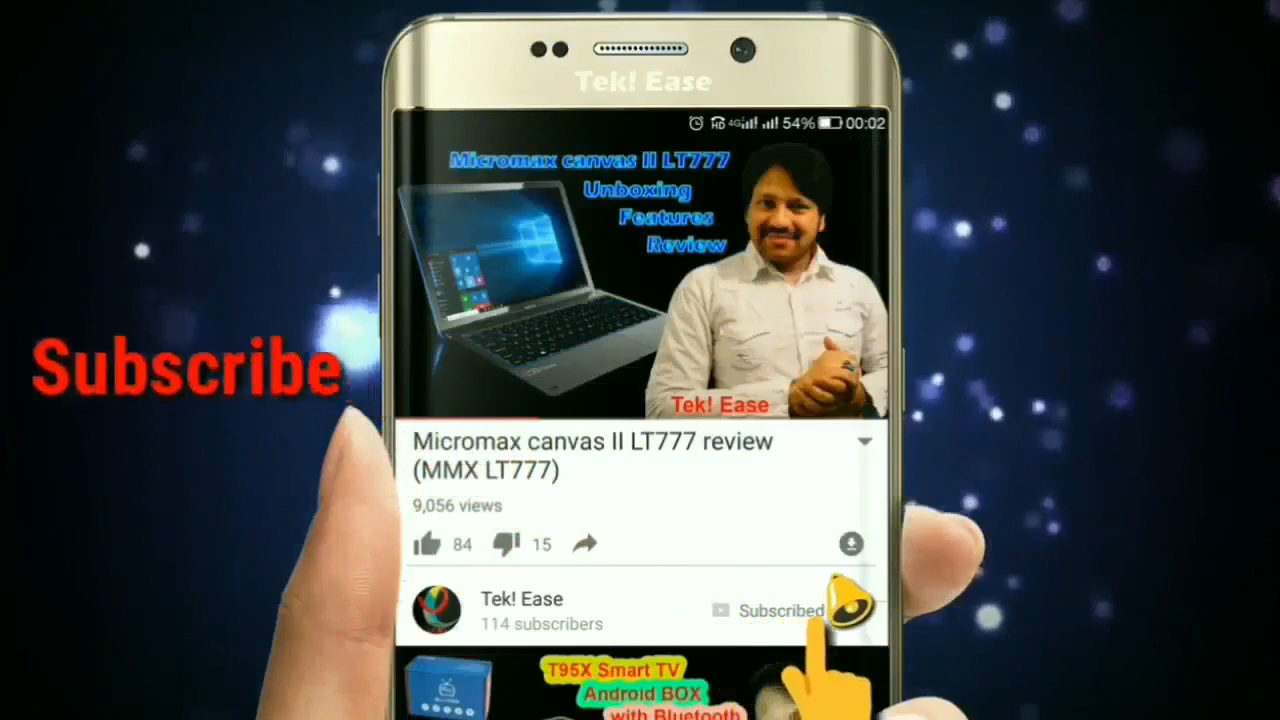 Tek! Ease
HD 4G 54% 00:02
Micromax canvas II LT777
Unboxing
Features
Review
Subscribe
Tek! Ease
Micromax canvas II LT777 review
(MMX LT777)
9,056 views
84 15
Tek! Ease
Subscribed
114 subscribers
T95X Smart TV
Android BOX
with Bluetooth